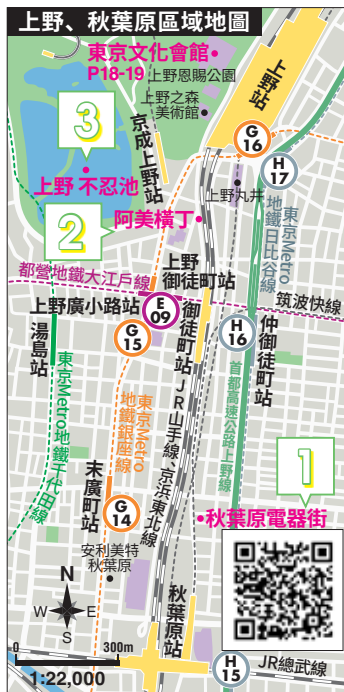 上野、秋葉原區域地圖
東京文化會館
P18-19
上野恩賜公園
上野之森
美術館
上野站
京成上野站
G
16
H
17
3
上野 不忍池
上野丸井
東京Metro
地鐵日比谷線
2
阿美橫丁
上野
御徒町站
都營地鐵大江戶線
筑波快線
上野廣小路站
E
09
G
15
御徒町站
H
16
仲御徒町站
湯島站
東京Metro地鐵千代田線
東京Metro
地鐵銀座線
JR山手線、京浜東北線
首都高速公路上野線
1
末廣町站
G
14
秋葉原電器街
安利美特
秋葉原
秋葉原站
N
W
E
S
0
300m
1:22,000
H
15
JR總武線